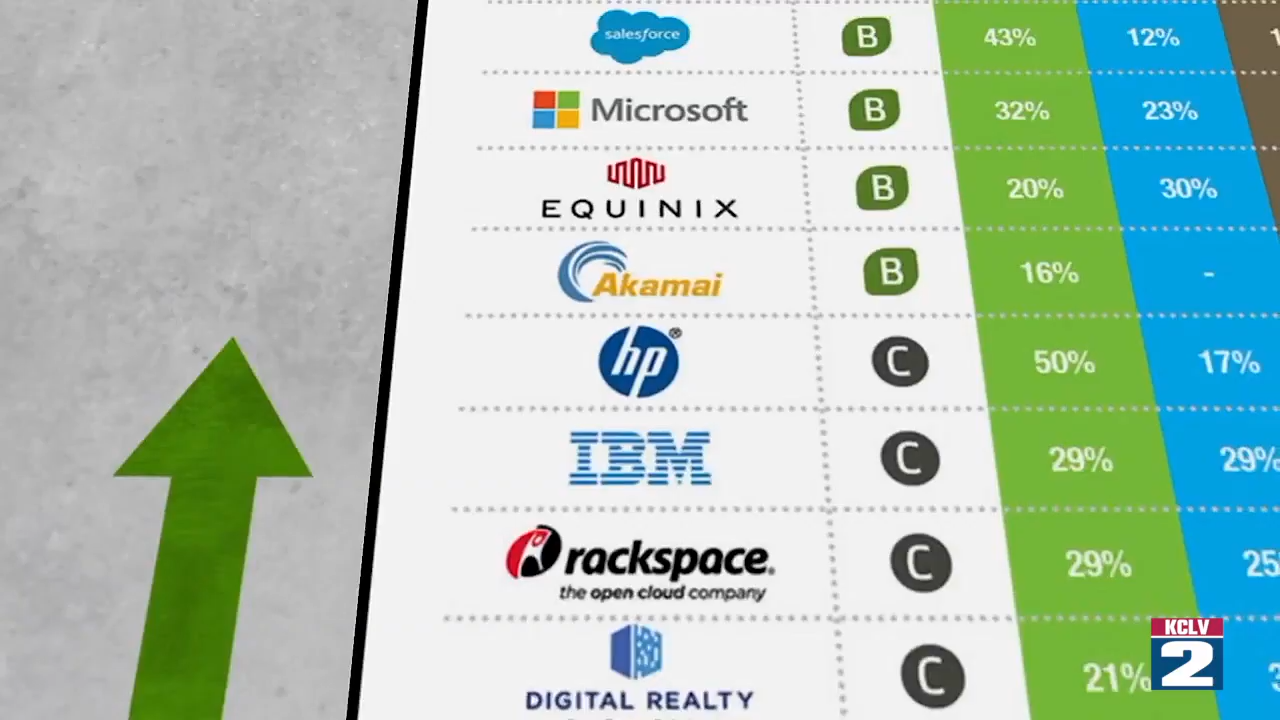 salesforce B 43% 12%
Microsoft B 32% 23%
EQUINIX B 20% 30%
Akamai B 16% -
hp® C 50% 17%
IBM C 29% 29%
rackspace® C 29% 25
the open cloud company
DIGITAL REALTY C 21%
KCLV
2